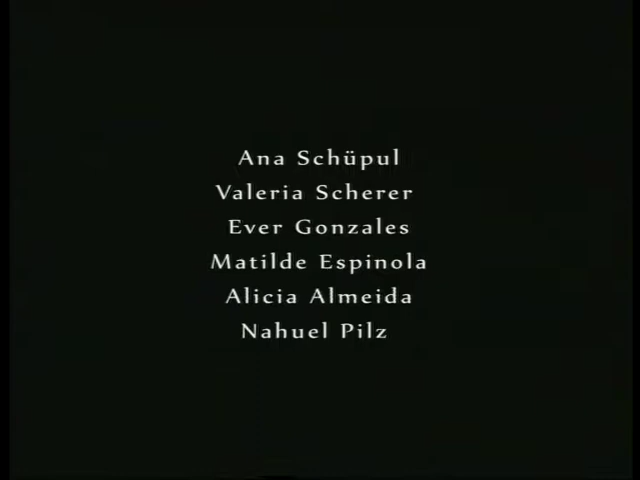 Ana Schüpul
Valeria Scherer
Ever Gonzales
Matilde Espinola
Alicia Almeida
Nahuel Pilz